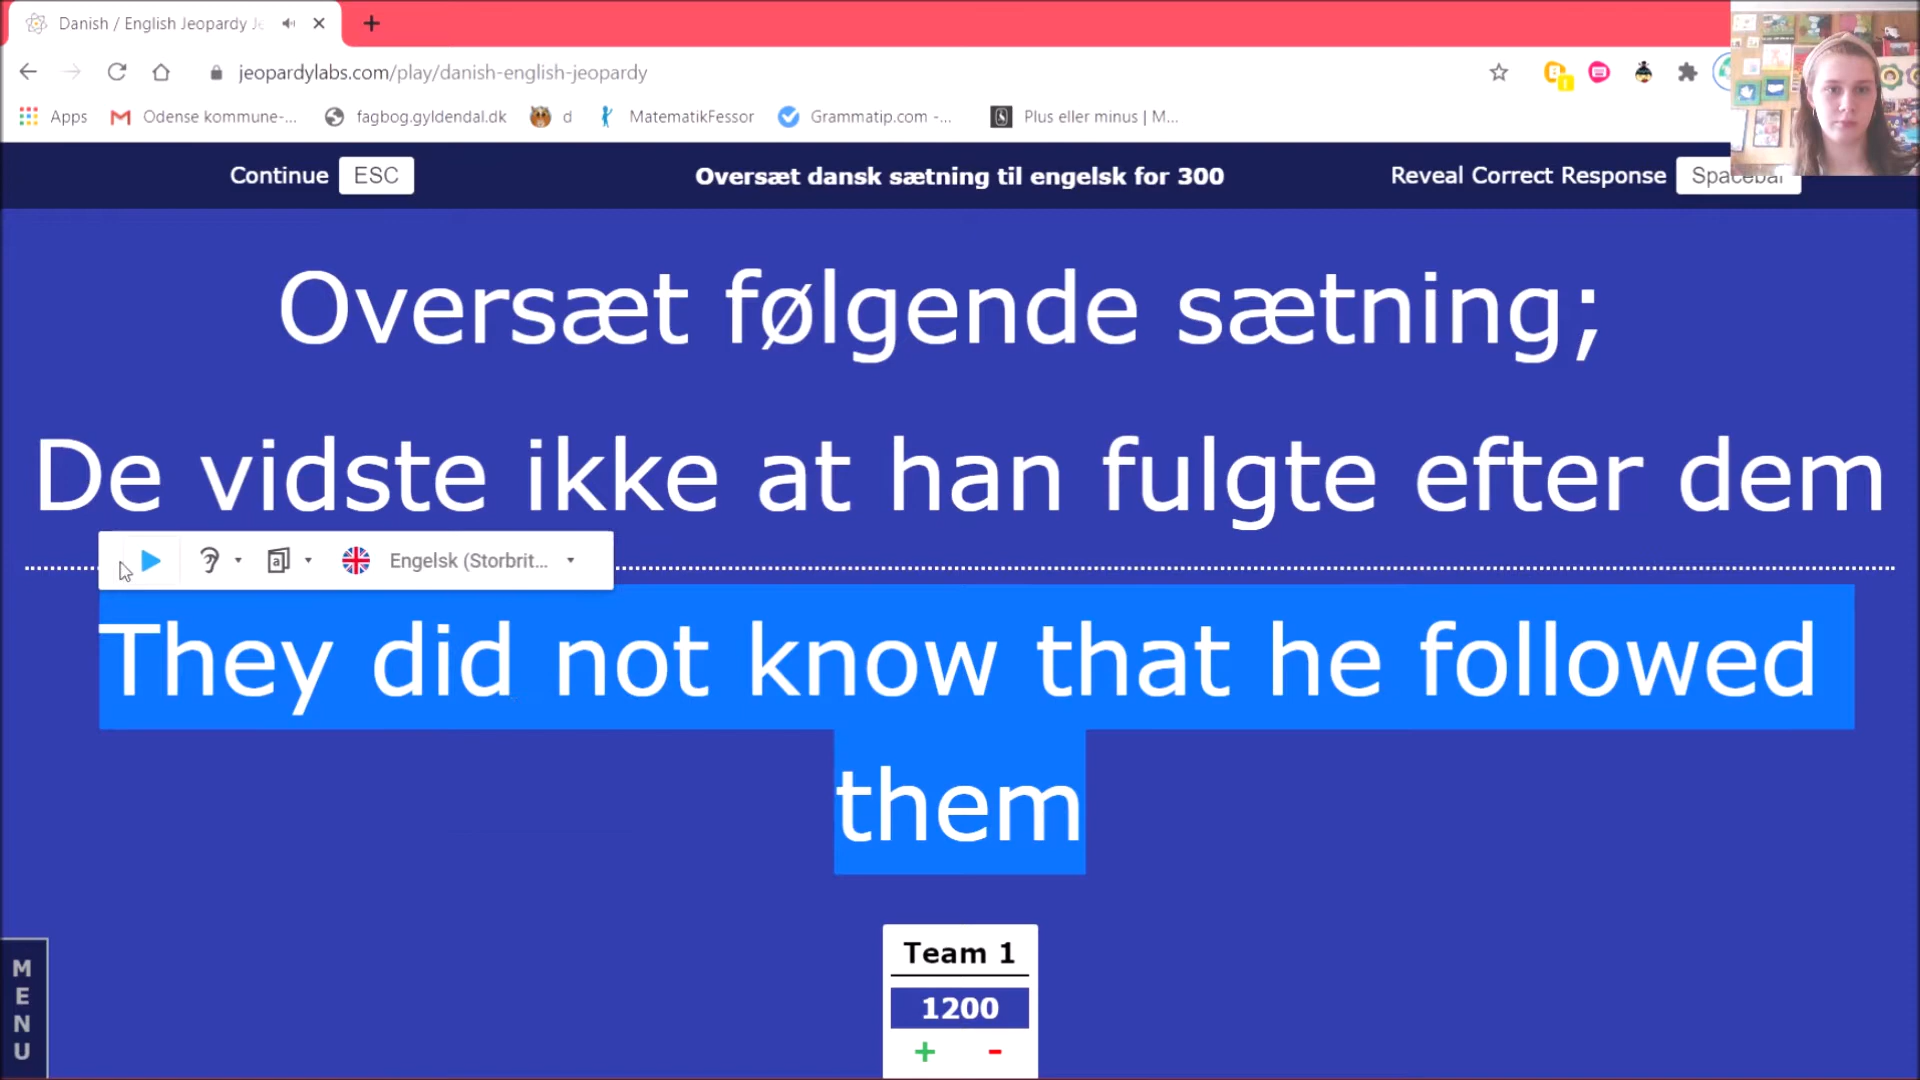 Danish / English Jeopardy
jeopardylabs.com/play/danish-english-jeopardy
Apps Odense kommune-... fagbog.gyldendal.dk d MatematikFessor Grammatip.com -... Plus eller minus | M...
Continue ESC Oversæt dansk sætning til engelsk for 300 Reveal Correct Response Spacebar
Oversæt følgende sætning;
De vidste ikke at han fulgte efter dem
a Engelsk (Storbrit...
They did not know that he followed
them
Team 1
1200
+ -
MENU